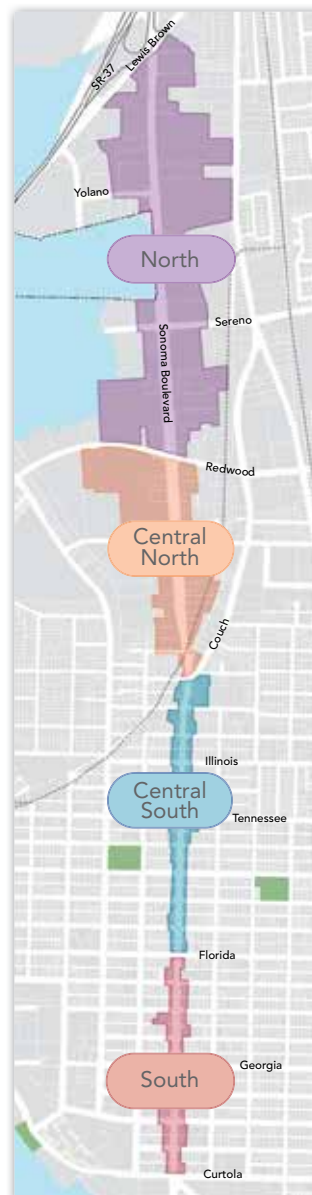 Lewis Brown
SR-37
Yolano
North
Sereno
Sonoma Boulevard
Redwood
Central
North
Couch
Illinois
Central
South
Tennessee
Florida
Georgia
South
Curtola